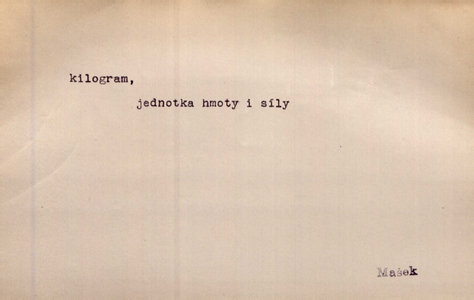 kilogram,
jednotka hmoty i síly
Mašek